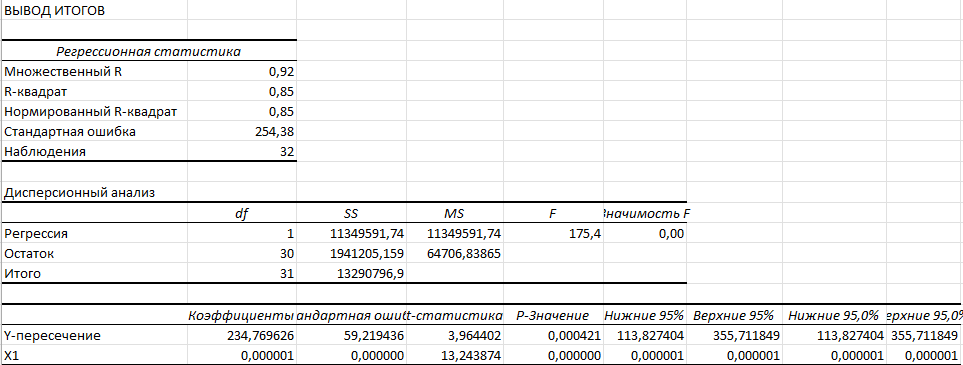 ВЫВОД ИТОГОВ
Регрессионная статистика
Множественный R 0,92
R-квадрат 0,85
Нормированный R-квадрат 0,85
Стандартная ошибка 254,38
Наблюдения 32
Дисперсионный анализ
df SS MS F Значимость F
Регрессия 1 11349591,74 11349591,74 175,4 0,00
Остаток 30 1941205,159 64706,83865
Итого 31 13290796,9
Коэффициенты андартная ошиб t-статистика P-Значение Нижние 95% Верхние 95% Нижние 95,0% ерхние 95,0%
Y-пересечение 234,769626 59,219436 3,964402 0,000421 113,827404 355,711849 113,827404 355,711849
X1 0,000001 0,000000 13,243874 0,000000 0,000001 0,000001 0,000001 0,000001